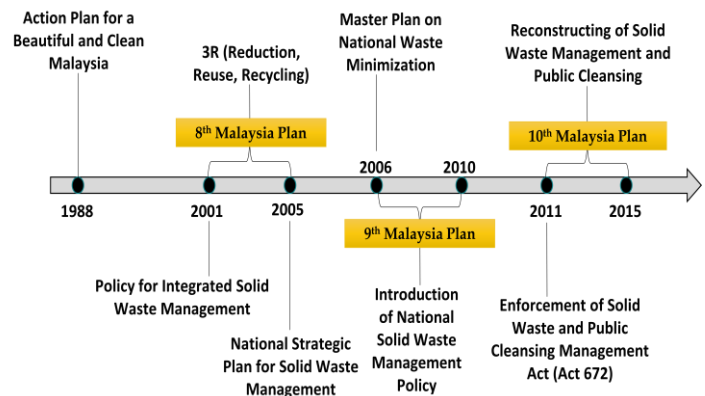 Action Plan for a
Beautiful and Clean
Malaysia
3R (Reduction,
Reuse, Recycling)
Master Plan on
National Waste
Minimization
Reconstructing of Solid
Waste Management and
Public Cleansing
8th Malaysia Plan
10th Malaysia Plan
2006
2010
1988
2001
2005
2011
2015
9th Malaysia Plan
Policy for Integrated Solid
Waste Management
National Strategic
Plan for Solid Waste
Management
Introduction
of National
Solid Waste
Management
Policy
Enforcement of Solid
Waste and Public
Cleansing Management
Act (Act 672)